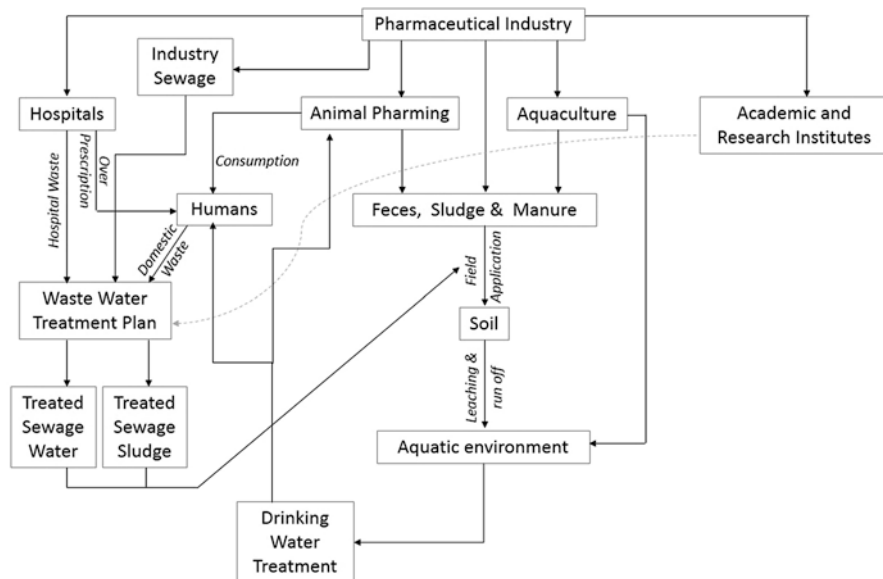 Pharmaceutical Industry
Industry
Sewage
Hospitals
Animal Pharming
Aquaculture
Academic and
Research Institutes
Hospital Waste
Over
Prescription
Consumption
Humans
Feces, Sludge & Manure
Domestic
Waste
Field
Application
Waste Water
Treatment Plan
Soil
Leaching &
run off
Treated
Sewage
Water
Treated
Sewage
Sludge
Aquatic environment
Drinking
Water
Treatment